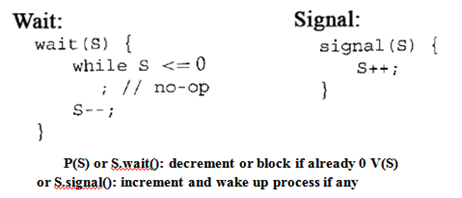 Wait:
wait(S) {
while S <= 0
; // no-op
S--;
}
Signal:
signal(S) {
S++;
}
P(S) or S.wait(): decrement or block if already 0 V(S)
or S.signal(): increment and wake up process if any